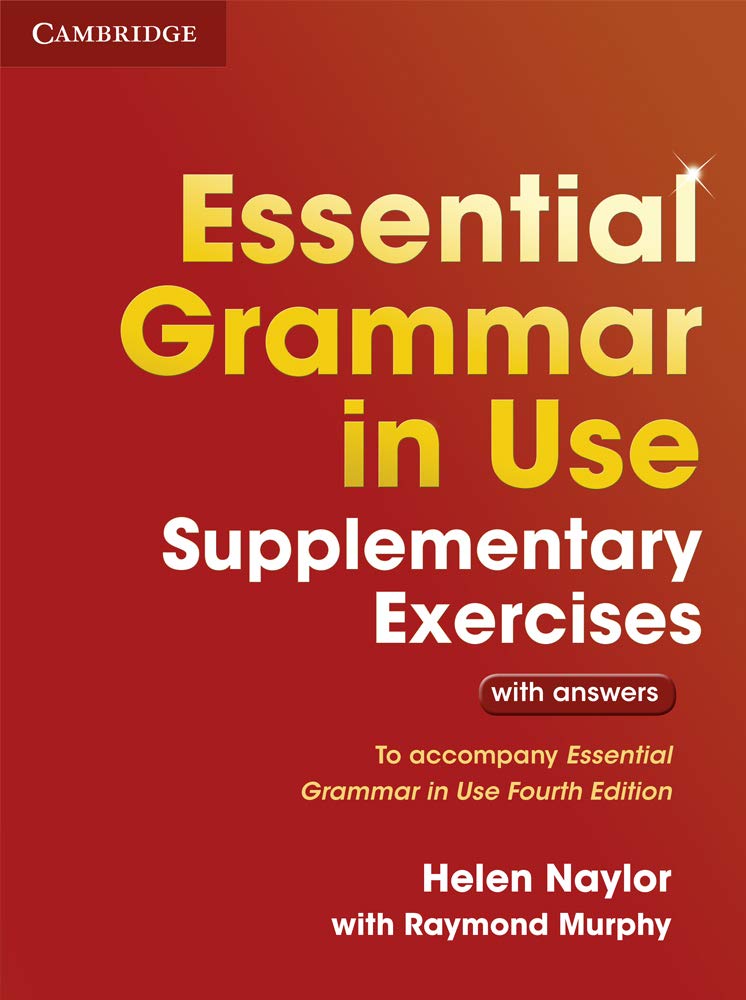 CAMBRIDGE
Essential
Grammar
in Use
Supplementary
Exercises
with answers
To accompany Essential
Grammar in Use Fourth Edition
Helen Naylor
with Raymond Murphy